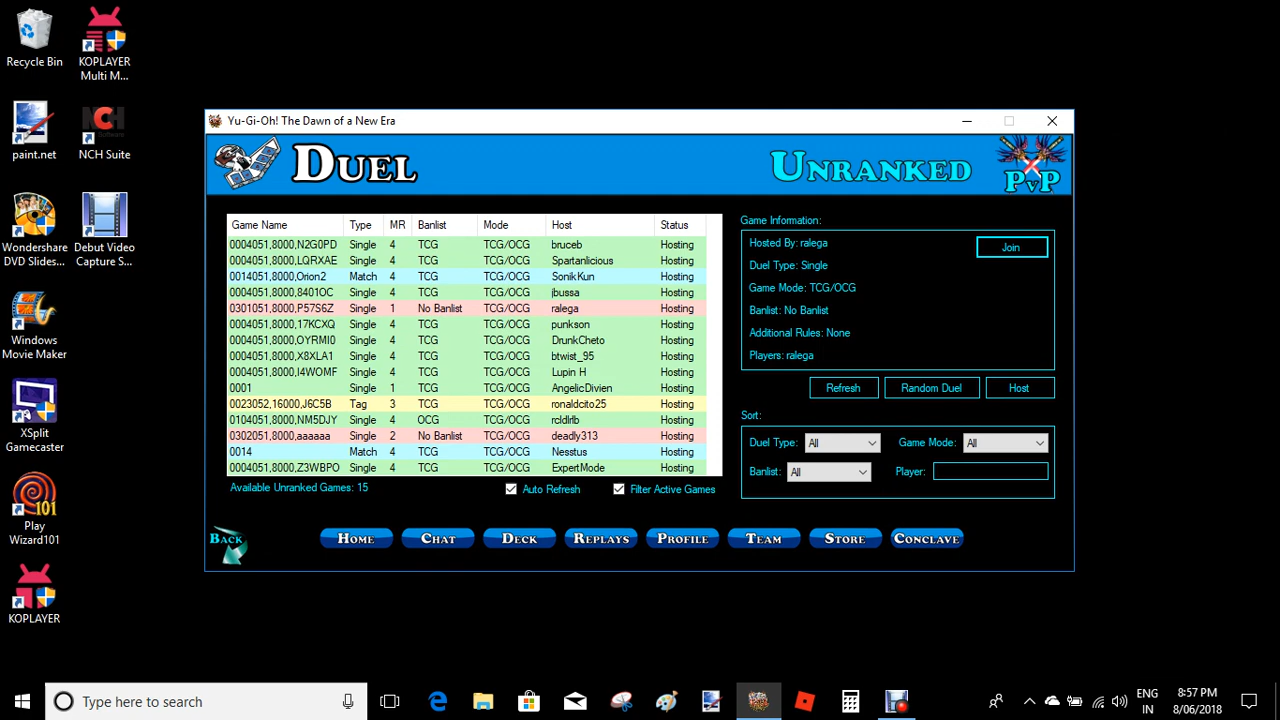 Recycle Bin
KOPLAYER
Multi M...
paint.net
NCH
Software
NCH Suite
Wondershare
DVD Slides...
Debut Video
Capture S...
Windows
Movie Maker
XSplit
Gamecaster
101
Play
Wizard101
KOPLAYER
Yu-Gi-Oh! The Dawn of a New Era
DUEL
UNRANKED
PVP
Game Name Type MR Banlist Mode Host Status
0004051,8000,N2G0PD Single 4 TCG TCG/OCG bruceb Hosting
0004051,8000,LQRXAE Single 4 TCG TCG/OCG Spartanlicious Hosting
0014051,8000,Orion2 Match 4 TCG TCG/OCG SonikKun Hosting
0004051,8000,8401OC Single 4 TCG TCG/OCG jbussa Hosting
0301051,8000,P57S6Z Single 1 No Banlist TCG/OCG ralega Hosting
0004051,8000,17KCXQ Single 4 TCG TCG/OCG punkson Hosting
0004051,8000,OYRMI0 Single 4 TCG TCG/OCG DrunkCheto Hosting
0004051,8000,X8XLA1 Single 4 TCG TCG/OCG btwist_95 Hosting
0004051,8000,I4WOMF Single 4 TCG TCG/OCG Lupin H Hosting
0001 Single 1 TCG TCG/OCG AngelicDivien Hosting
0023052,16000,J6C5B Tag 3 TCG TCG/OCG ronaldcito25 Hosting
0104051,8000,NM5DJY Single 4 OCG TCG/OCG rcldlrlb Hosting
0302051,8000,aaaaaa Single 2 No Banlist TCG/OCG deadly313 Hosting
0014 Match 4 TCG TCG/OCG Nesstus Hosting
0004051,8000,Z3WBPO Single 4 TCG TCG/OCG ExpertMode Hosting
Available Unranked Games: 15
Auto Refresh
Filter Active Games
Game Information:
Hosted By: ralega
Join
Duel Type: Single
Game Mode: TCG/OCG
Banlist: No Banlist
Additional Rules: None
Players: ralega
Refresh
Random Duel
Host
Sort:
Duel Type: All
Game Mode: All
Banlist: All
Player:
BACK
HOME
CHAT
DECK
REPLAYS
PROFILE
TEAM
STORE
CONCLAVE
Type here to search
ENG
IN
8:57 PM
8/06/2018